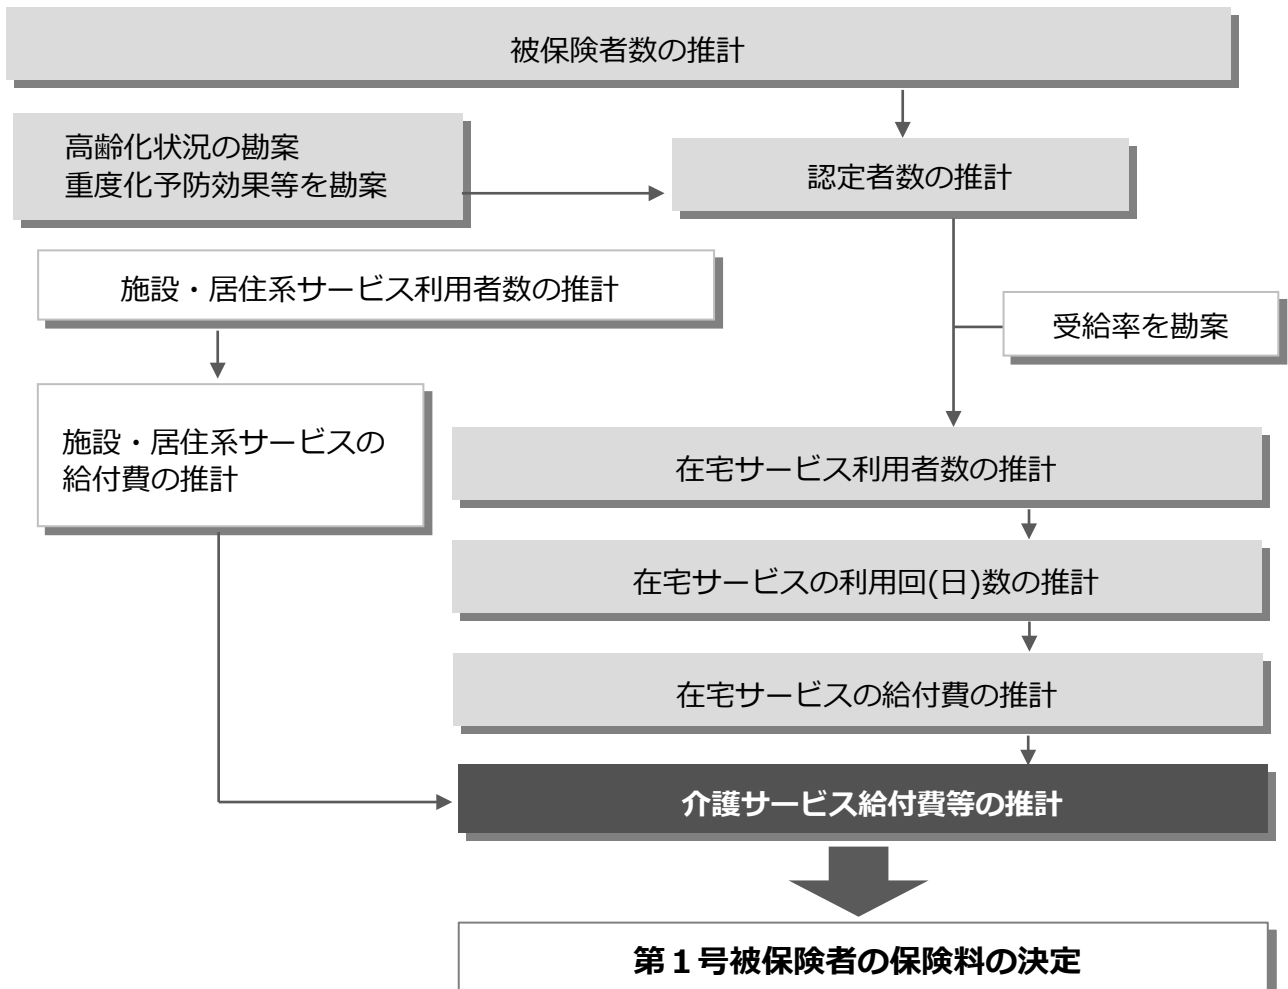 被保険者数の推計
高齢化状況の勘案
重度化予防効果等を勘案
認定者数の推計
施設・居住系サービス利用者数の推計
受給率を勘案
施設・居住系サービスの
給付費の推計
在宅サービス利用者数の推計
在宅サービスの利用回(日)数の推計
在宅サービスの給付費の推計
介護サービス給付費等の推計
第１号被保険者の保険料の決定